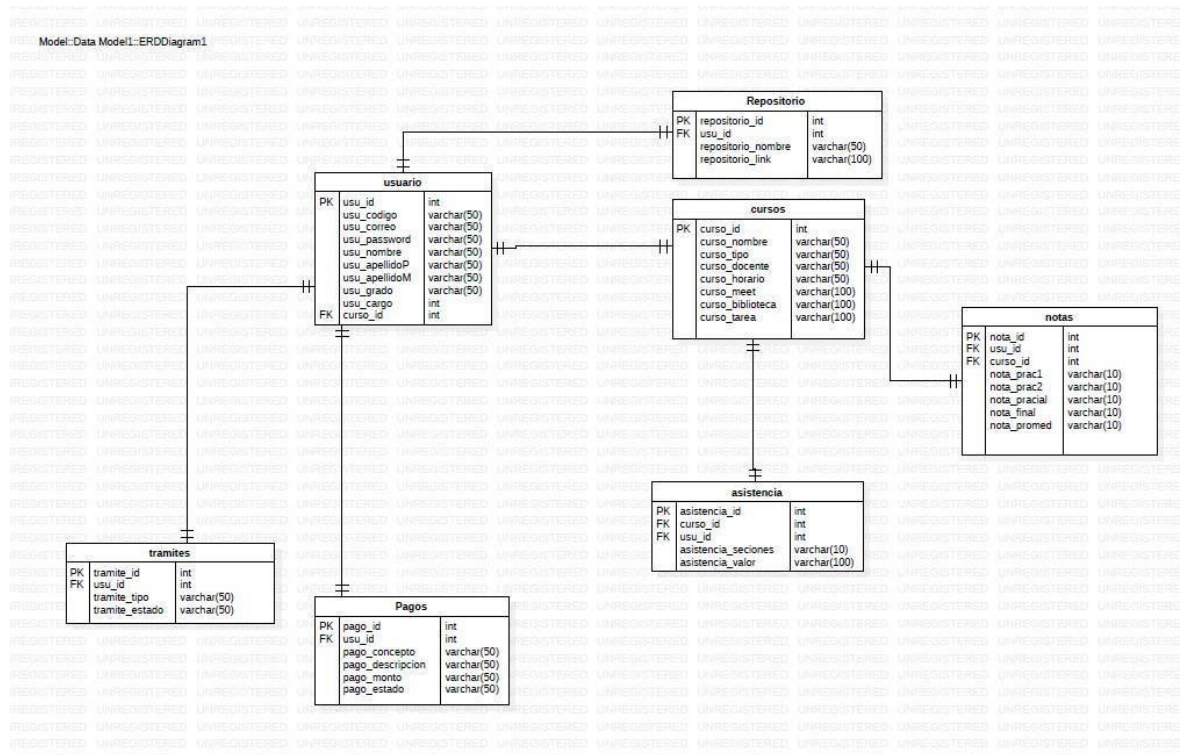 Model::Data Model1::ERDDiagram1
Repositorio
PK repositorio_id int
FK usu_id int
repositorio_nombre varchar(50)
repositorio_link varchar(100)
usuario
PK usu_id int
usu_codigo varchar(50)
usu_correo varchar(50)
usu_password varchar(50)
usu_nombre varchar(50)
usu_apellidoP varchar(50)
usu_apellidoM varchar(50)
usu_grado varchar(50)
usu_cargo int
FK curso_id int
cursos
PK curso_id int
curso_nombre varchar(50)
curso_tipo varchar(50)
curso_docente varchar(50)
curso_horario varchar(50)
curso_meet varchar(100)
curso_biblioteca varchar(100)
curso_tarea varchar(100)
notas
PK nota_id int
FK usu_id int
FK curso_id int
nota_prac1 varchar(10)
nota_prac2 varchar(10)
nota_pracial varchar(10)
nota_final varchar(10)
nota_promed varchar(10)
asistencia
PK asistencia_id int
FK curso_id int
FK usu_id int
asistencia_seciones varchar(10)
asistencia_valor varchar(100)
tramites
PK tramite_id int
FK usu_id int
tramite_tipo varchar(50)
tramite_estado varchar(50)
Pagos
PK pago_id int
FK usu_id int
pago_concepto varchar(50)
pago_descripcion varchar(50)
pago_monto varchar(50)
pago_estado varchar(50)
UNREGISTERED